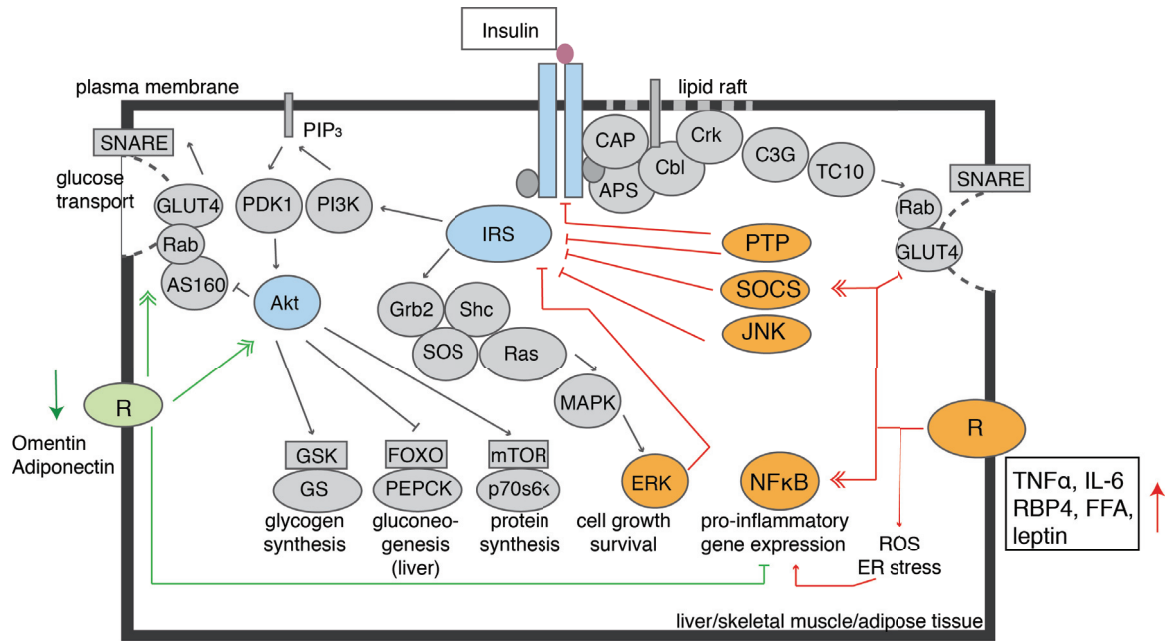 Insulin
plasma membrane
lipid raft
SNARE
PIP₃
CAP
Crk
Cbl
C3G
TC10
APS
SNARE
glucose
transport
GLUT4
PDK1
PI3K
Rab
AS160
IRS
Rab
GLUT4
PTP
SOCS
JNK
Akt
Grb2
Shc
SOS
Ras
MAPK
R
Omentin
Adiponectin
R
GSK
GS
glycogen
synthesis
FOXO
PEPCK
gluconeo-
genesis
(liver)
mTOR
p70s6k
protein
synthesis
ERK
cell growth
survival
NFκB
pro-inflammatory
gene expression
ROS
ER stress
TNFα, IL-6
RBP4, FFA,
leptin
liver/skeletal muscle/adipose tissue